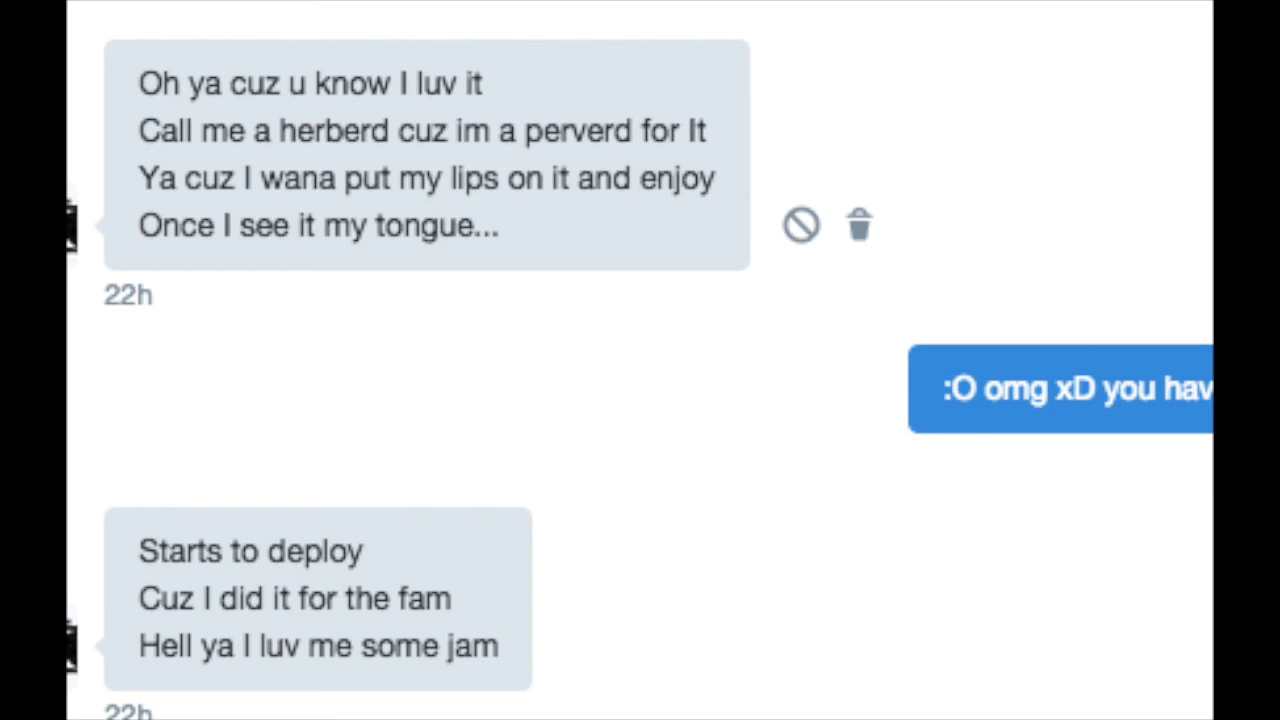 Oh ya cuz u know I luv it
Call me a herberd cuz im a perverd for It
Ya cuz I wana put my lips on it and enjoy
Once I see it my tongue...
22h
:O omg xD you hav
Starts to deploy
Cuz I did it for the fam
Hell ya I luv me some jam
22h